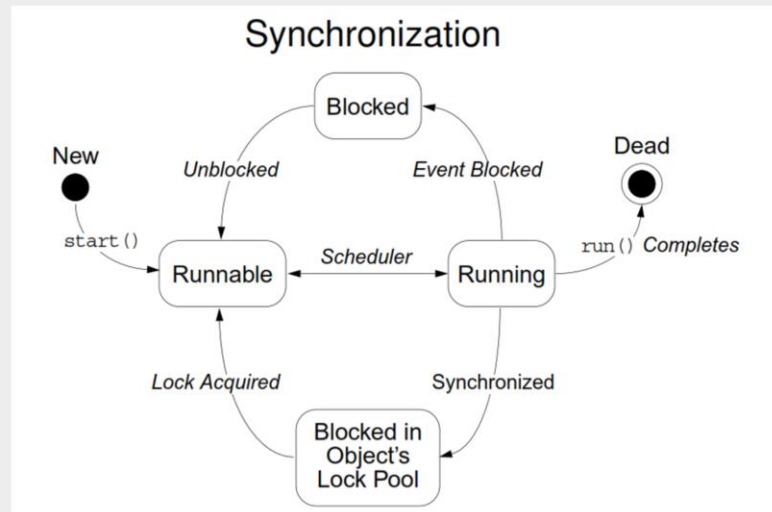 Synchronization
Blocked
New
Dead
Unblocked
Event Blocked
start()
Scheduler
run() Completes
Runnable
Running
Lock Acquired
Synchronized
Blocked in
Object's
Lock Pool